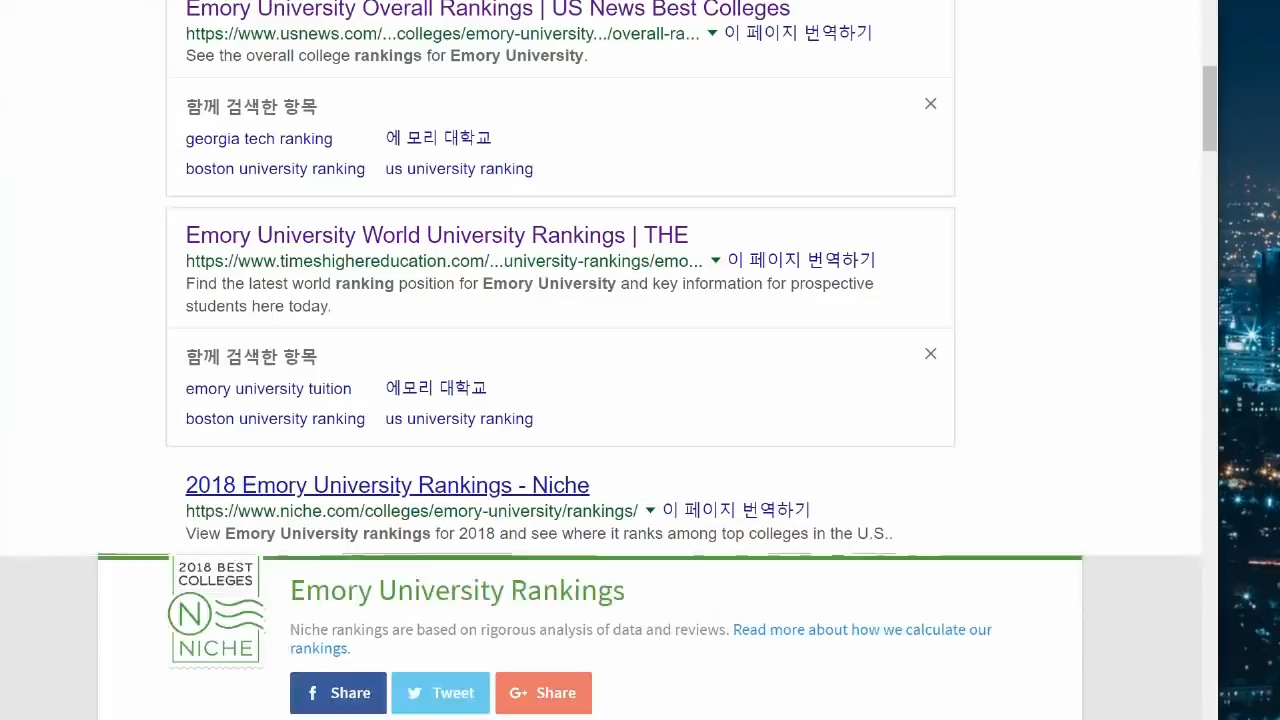 Emory University Overall Rankings | US News Best Colleges
https://www.usnews.com/...colleges/emory-university.../overall-ra... ▼ 이 페이지 번역하기
See the overall college rankings for Emory University.
함께 검색한 항목
georgia tech ranking 에 모리 대학교
boston university ranking us university ranking
Emory University World University Rankings | THE
https://www.timeshighereducation.com/...university-rankings/emo... ▼ 이 페이지 번역하기
Find the latest world ranking position for Emory University and key information for prospective
students here today.
함께 검색한 항목
emory university tuition 에모리 대학교
boston university ranking us university ranking
2018 Emory University Rankings - Niche
https://www.niche.com/colleges/emory-university/rankings/ ▼ 이 페이지 번역하기
View Emory University rankings for 2018 and see where it ranks among top colleges in the U.S..
2018 BEST
COLLEGES
N
NICHE
Emory University Rankings
Niche rankings are based on rigorous analysis of data and reviews. Read more about how we calculate our
rankings.
Share Tweet G+ Share